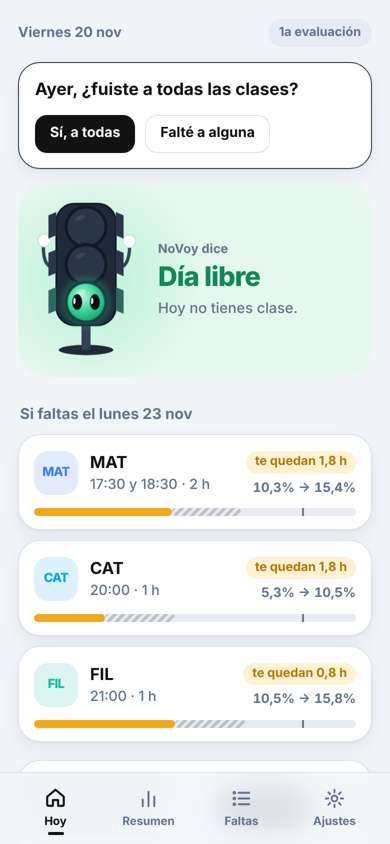 Viernes 20 nov
1a evaluación
Ayer, ¿fuiste a todas las clases?
Sí, a todas
Falté a alguna
NoVoy dice
Día libre
Hoy no tienes clase.
Si faltas el lunes 23 nov
MAT
MAT
te quedan 1,8 h
17:30 y 18:30 · 2 h
10,3% → 15,4%
CAT
CAT
te quedan 1,8 h
20:00 · 1 h
5,3% → 10,5%
FIL
FIL
te quedan 0,8 h
21:00 · 1 h
10,5% → 15,8%
Hoy
Resumen
Faltas
Ajustes